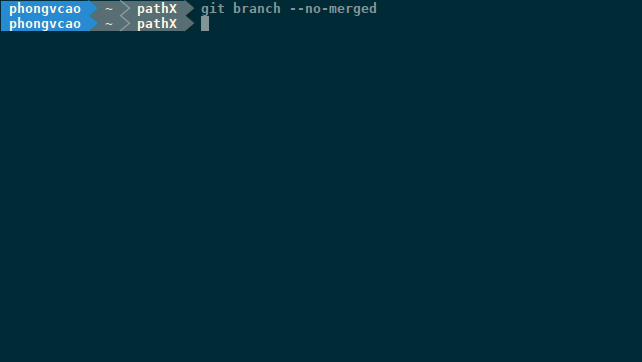 phongvcao ~ pathX git branch --no-merged
phongvcao ~ pathX